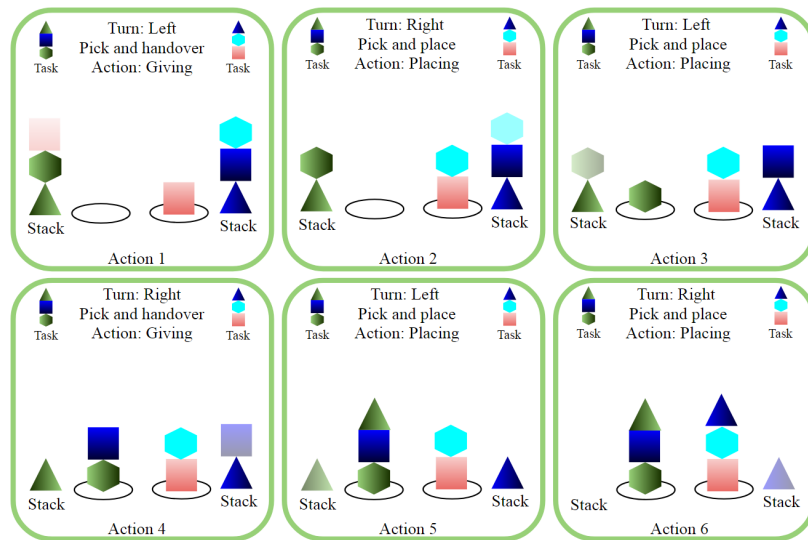 Turn: Left
Pick and handover
Action: Giving
Task
Task
Stack
Stack
Action 1
Turn: Right
Pick and place
Action: Placing
Task
Task
Stack
Stack
Action 2
Turn: Left
Pick and place
Action: Placing
Task
Task
Stack
Stack
Action 3
Turn: Right
Pick and handover
Action: Giving
Task
Task
Stack
Stack
Action 4
Turn: Left
Pick and place
Action: Placing
Task
Task
Stack
Stack
Action 5
Turn: Right
Pick and place
Action: Placing
Task
Task
Stack
Stack
Action 6